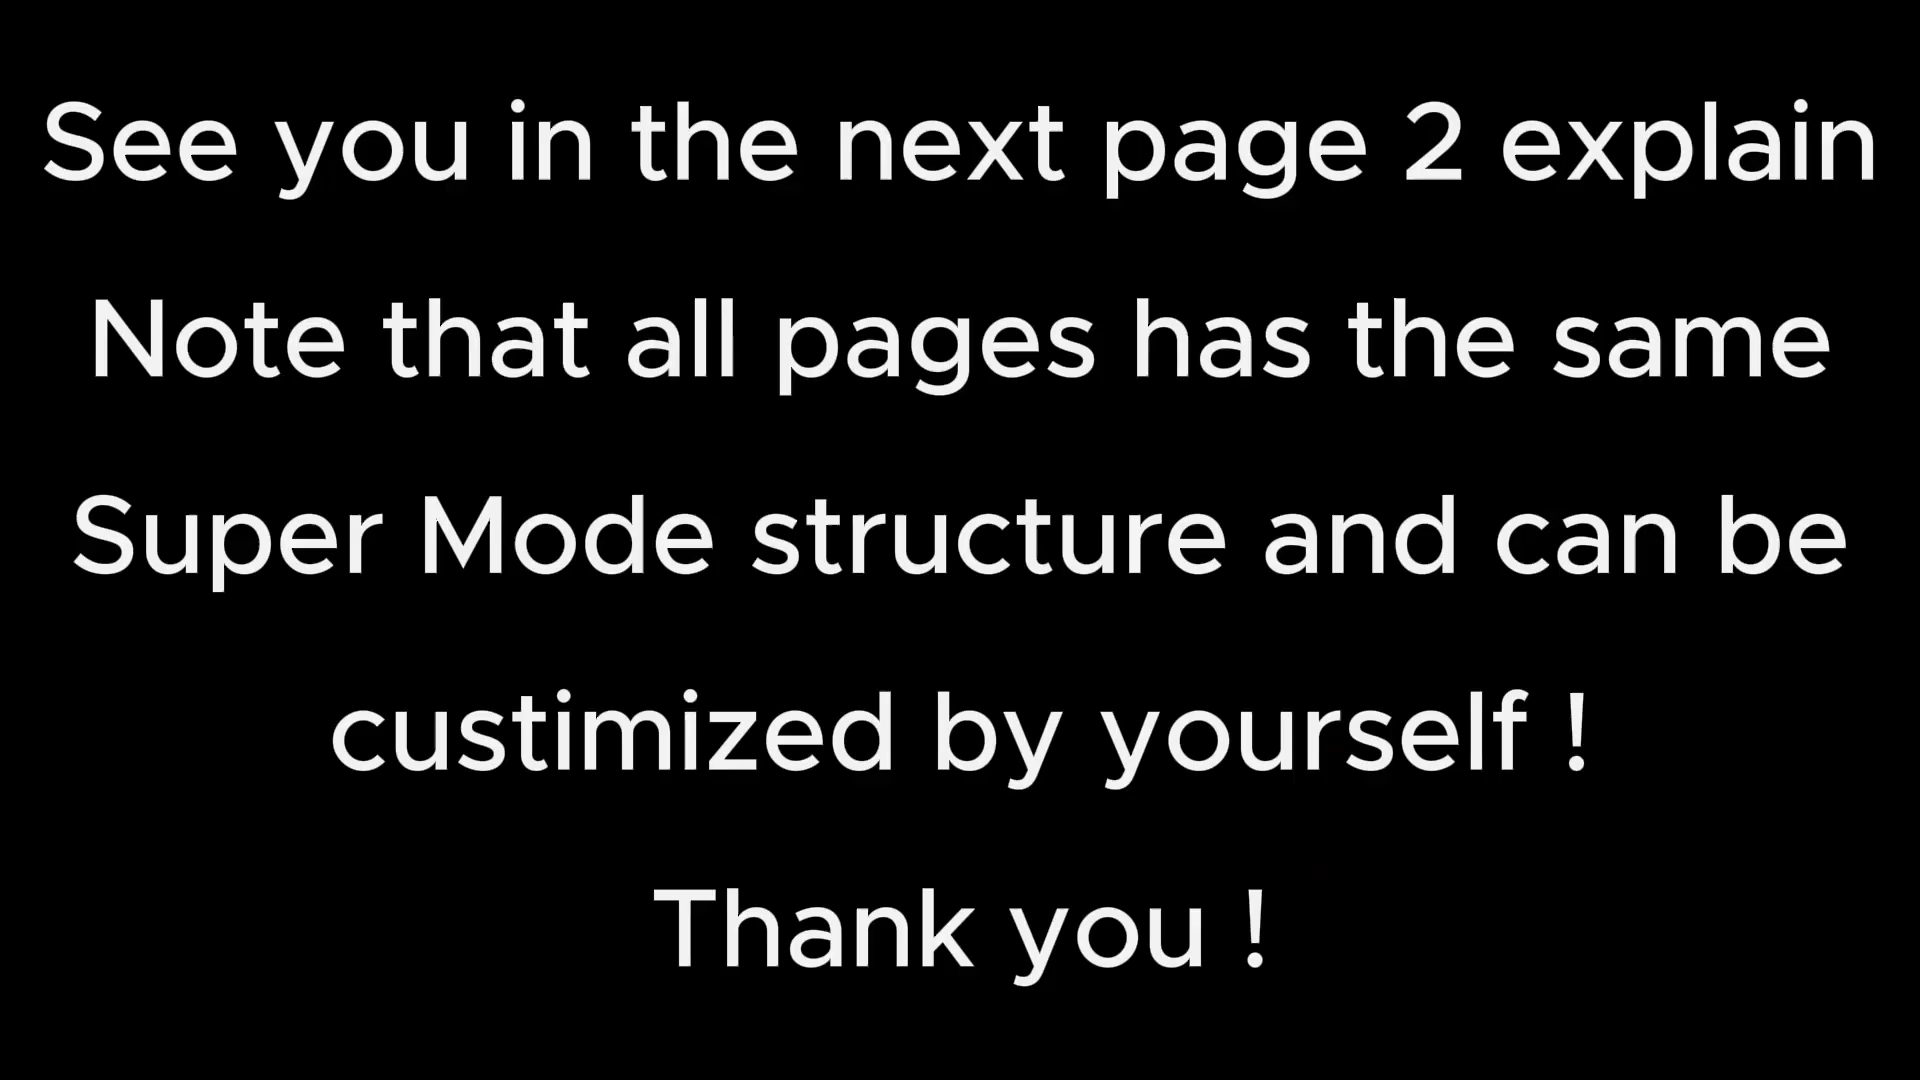 See you in the next page 2 explain
Note that all pages has the same
Super Mode structure and can be
custimized by yourself !
Thank you !